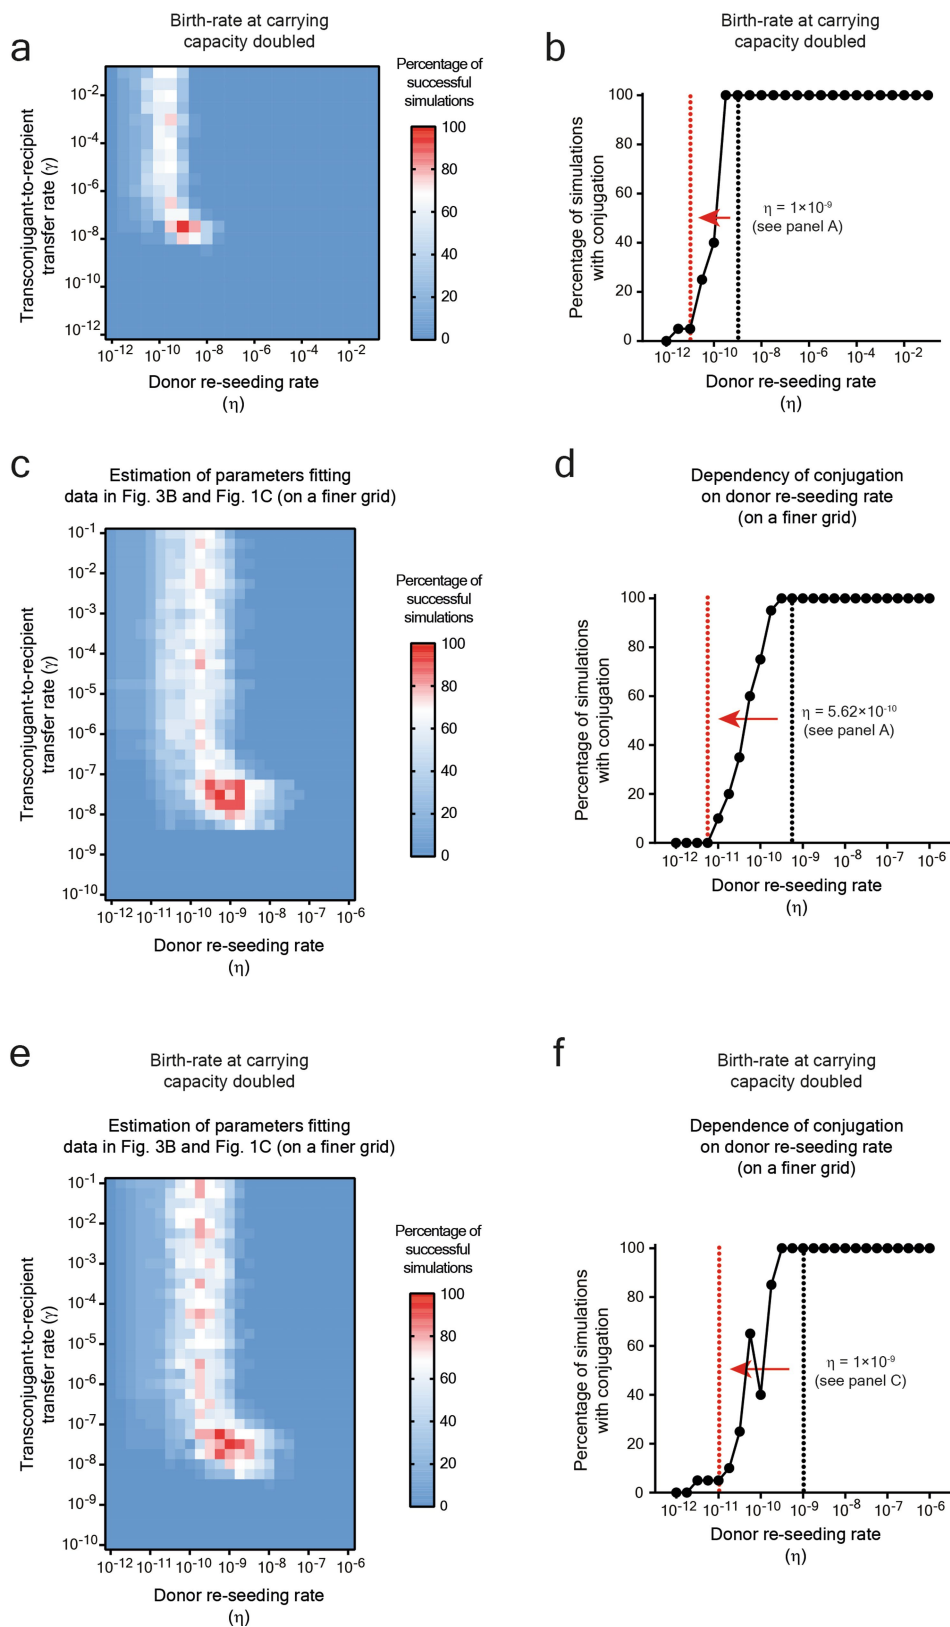 a
Birth-rate at carrying
capacity doubled
Transconjugant-to-recipient
transfer rate (γ)
10-2
10-4
10-6
10-8
10-10
10-12
10-12 10-10 10-8 10-6 10-4 10-2
Donor re-seeding rate
(η)
Percentage of
successful
simulations
100
80
60
40
20
0
b
Birth-rate at carrying
capacity doubled
Percentage of simulations
with conjugation
100
80
60
40
20
0
η = 1×10-9
(see panel A)
10-12 10-10 10-8 10-6 10-4 10-2
Donor re-seeding rate
(η)
c
Estimation of parameters fitting
data in Fig. 3B and Fig. 1C (on a finer grid)
Transconjugant-to-recipient
transfer rate (γ)
10-1
10-2
10-3
10-4
10-5
10-6
10-7
10-8
10-9
10-10
10-12 10-11 10-10 10-9 10-8 10-7 10-6
Donor re-seeding rate
(η)
Percentage of
successful
simulations
100
80
60
40
20
0
d
Dependency of conjugation
on donor re-seeding rate
(on a finer grid)
Percentage of simulations
with conjugation
100
80
60
40
20
0
η = 5.62×10-10
(see panel A)
10-12 10-11 10-10 10-9 10-8 10-7 10-6
Donor re-seeding rate
(η)
e
Birth-rate at carrying
capacity doubled
Estimation of parameters fitting
data in Fig. 3B and Fig. 1C (on a finer grid)
Transconjugant-to-recipient
transfer rate (γ)
10-1
10-2
10-3
10-4
10-5
10-6
10-7
10-8
10-9
10-10
10-12 10-11 10-10 10-9 10-8 10-7 10-6
Donor re-seeding rate
(η)
Percentage of
successful
simulations
100
80
60
40
20
0
f
Birth-rate at carrying
capacity doubled
Dependence of conjugation
on donor re-seeding rate
(on a finer grid)
Percentage of simulations
with conjugation
100
80
60
40
20
0
η = 1×10-9
(see panel C)
10-12 10-11 10-10 10-9 10-8 10-7 10-6
Donor re-seeding rate
(η)